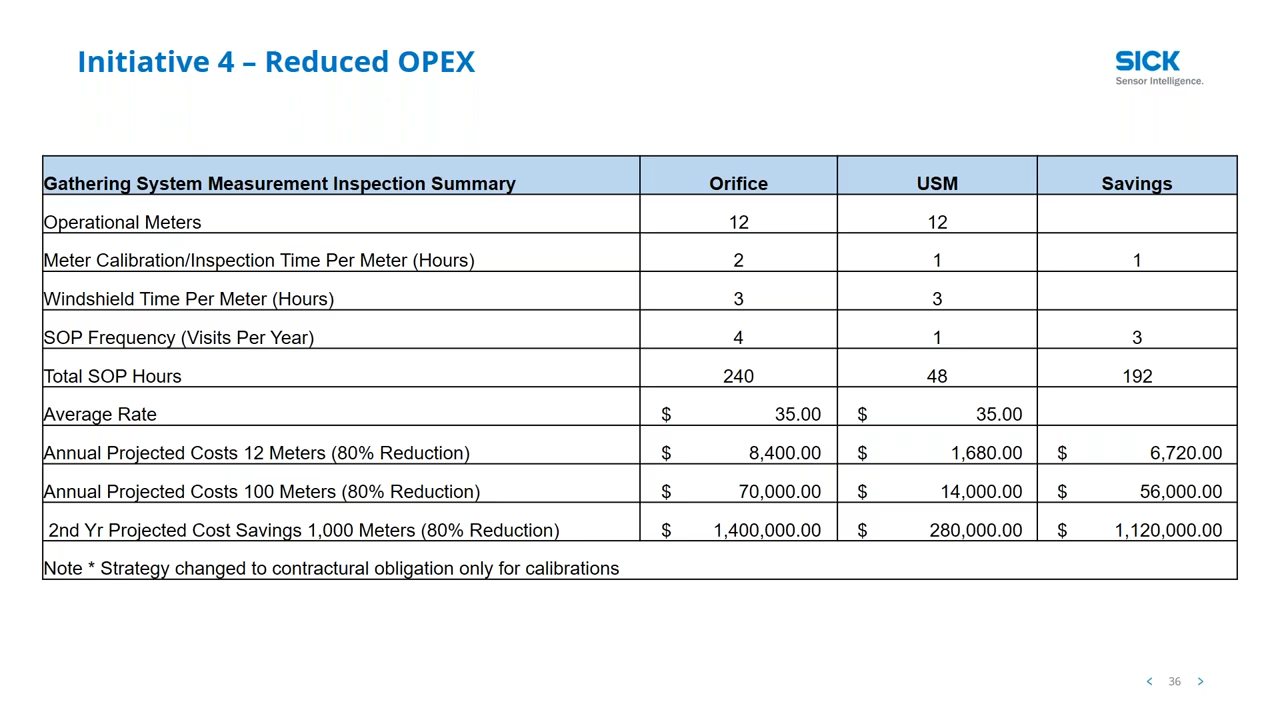 Initiative 4 – Reduced OPEX
SICK
Sensor Intelligence.
Gathering System Measurement Inspection Summary Orifice USM Savings
Operational Meters 12 12
Meter Calibration/Inspection Time Per Meter (Hours) 2 1 1
Windshield Time Per Meter (Hours) 3 3
SOP Frequency (Visits Per Year) 4 1 3
Total SOP Hours 240 48 192
Average Rate $ 35.00 $ 35.00
Annual Projected Costs 12 Meters (80% Reduction) $ 8,400.00 $ 1,680.00 $ 6,720.00
Annual Projected Costs 100 Meters (80% Reduction) $ 70,000.00 $ 14,000.00 $ 56,000.00
2nd Yr Projected Cost Savings 1,000 Meters (80% Reduction) $ 1,400,000.00 $ 280,000.00 $ 1,120,000.00
Note * Strategy changed to contractural obligation only for calibrations
< 36 >